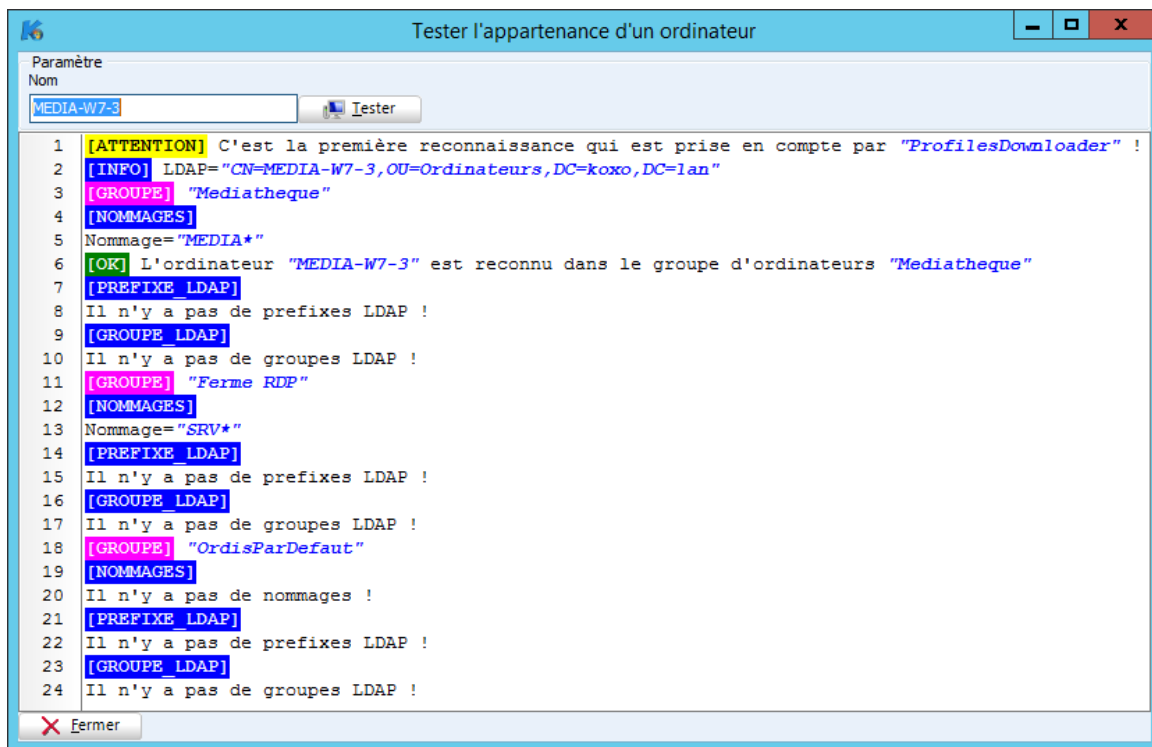 Tester l'appartenance d'un ordinateur
Paramètre
Nom
MEDIA-W7-3 Tester
1 [ATTENTION] C'est la première reconnaissance qui est prise en compte par "ProfilesDownloader" !
2 [INFO] LDAP="CN=MEDIA-W7-3,OU=Ordinateurs,DC=koxo,DC=lan"
3 [GROUPE] "Mediatheque"
4 [NOMMAGES]
5 Nommage="MEDIA*"
6 [OK] L'ordinateur "MEDIA-W7-3" est reconnu dans le groupe d'ordinateurs "Mediatheque"
7 [PREFIXE_LDAP]
8 Il n'y a pas de prefixes LDAP !
9 [GROUPE_LDAP]
10 Il n'y a pas de groupes LDAP !
11 [GROUPE] "Ferme RDP"
12 [NOMMAGES]
13 Nommage="SRV*"
14 [PREFIXE_LDAP]
15 Il n'y a pas de prefixes LDAP !
16 [GROUPE_LDAP]
17 Il n'y a pas de groupes LDAP !
18 [GROUPE] "OrdisParDefaut"
19 [NOMMAGES]
20 Il n'y a pas de nommages !
21 [PREFIXE_LDAP]
22 Il n'y a pas de prefixes LDAP !
23 [GROUPE_LDAP]
24 Il n'y a pas de groupes LDAP !
Fermer